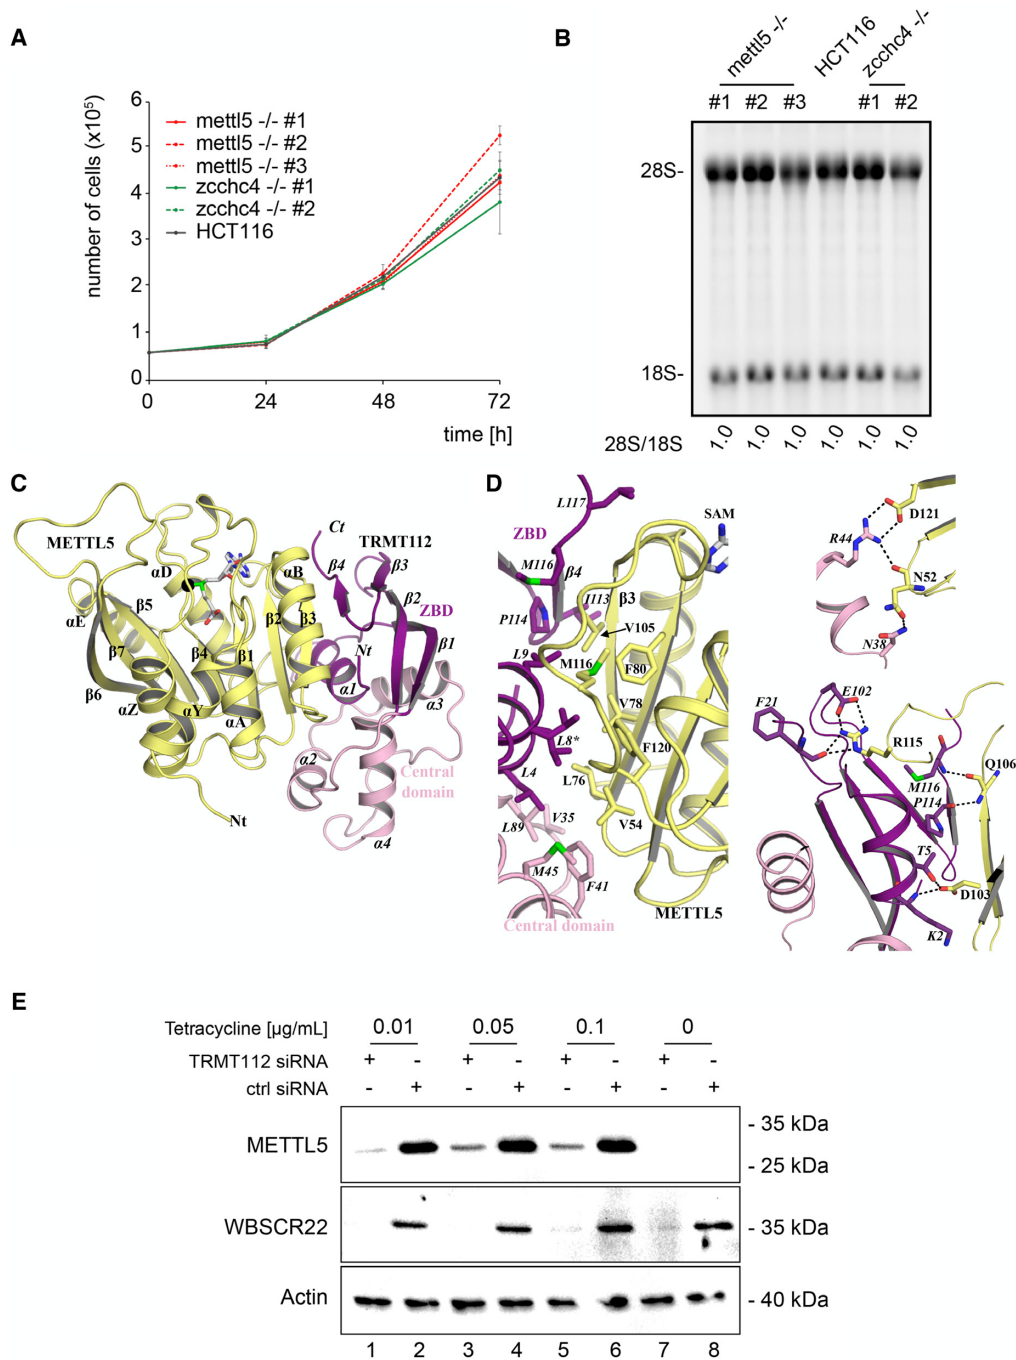 A
number of cells (x10⁵)
6
5
4
3
2
1
0
mettl5 -/- #1
mettl5 -/- #2
mettl5 -/- #3
zcchc4 -/- #1
zcchc4 -/- #2
HCT116
0 24 48 72
time [h]
B
mettl5 -/- HCT116 zcchc4 -/-
#1 #2 #3 #1 #2
28S-
18S-
28S/18S 1.0 1.0 1.0 1.0 1.0 1.0
C
METTL5
αD
αE
β5
β7
β6
αZ
αY
β4
β1
αA
αB
β2
β3
Nt
Ct
TRMT112
β4
β3
ZBD
β2
β1
Nt
α1
α3
α2
Central
domain
α4
D
L117
ZBD
SAM
M116
β4
β3
I113
P114
V105
L9
M116
F80
V78
L8*
F120
L4
L76
V35
V54
L89
M45
F41
METTL5
Central domain
D121
R44
N52
N38
F21
E102
R115
Q106
M116
P114
T5
D103
K2
E
Tetracycline [µg/mL] 0.01 0.05 0.1 0
TRMT112 siRNA + - + - + - + -
ctrl siRNA - + - + - + - +
METTL5
- 35 kDa
- 25 kDa
WBSCR22 - 35 kDa
Actin - 40 kDa
1 2 3 4 5 6 7 8